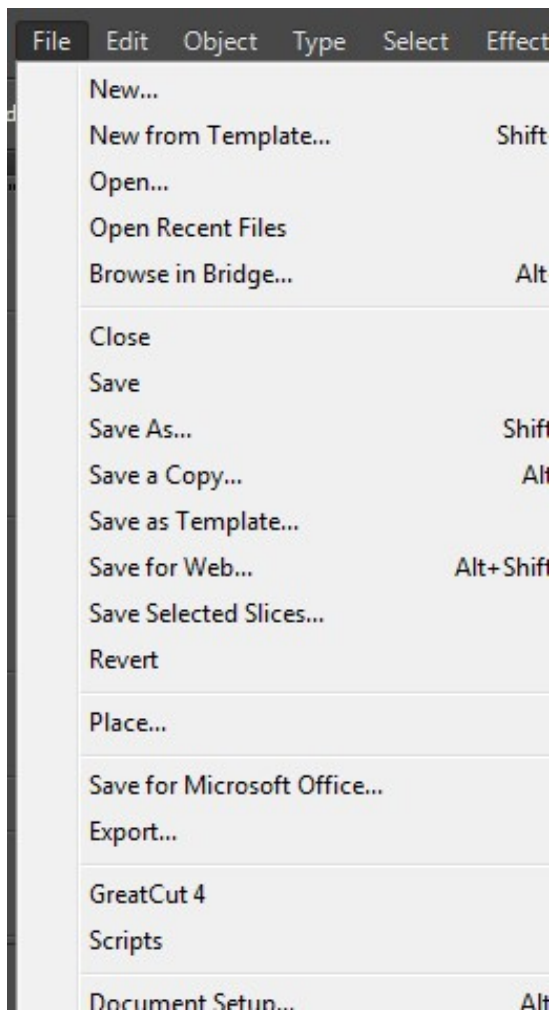 File Edit Object Type Select Effect
New...
New from Template... Shift+
Open...
Open Recent Files
Browse in Bridge... Alt+
Close
Save
Save As... Shift
Save a Copy... Alt
Save as Template...
Save for Web... Alt+Shift
Save Selected Slices...
Revert
Place...
Save for Microsoft Office...
Export...
GreatCut 4
Scripts
Document Setup... Alt